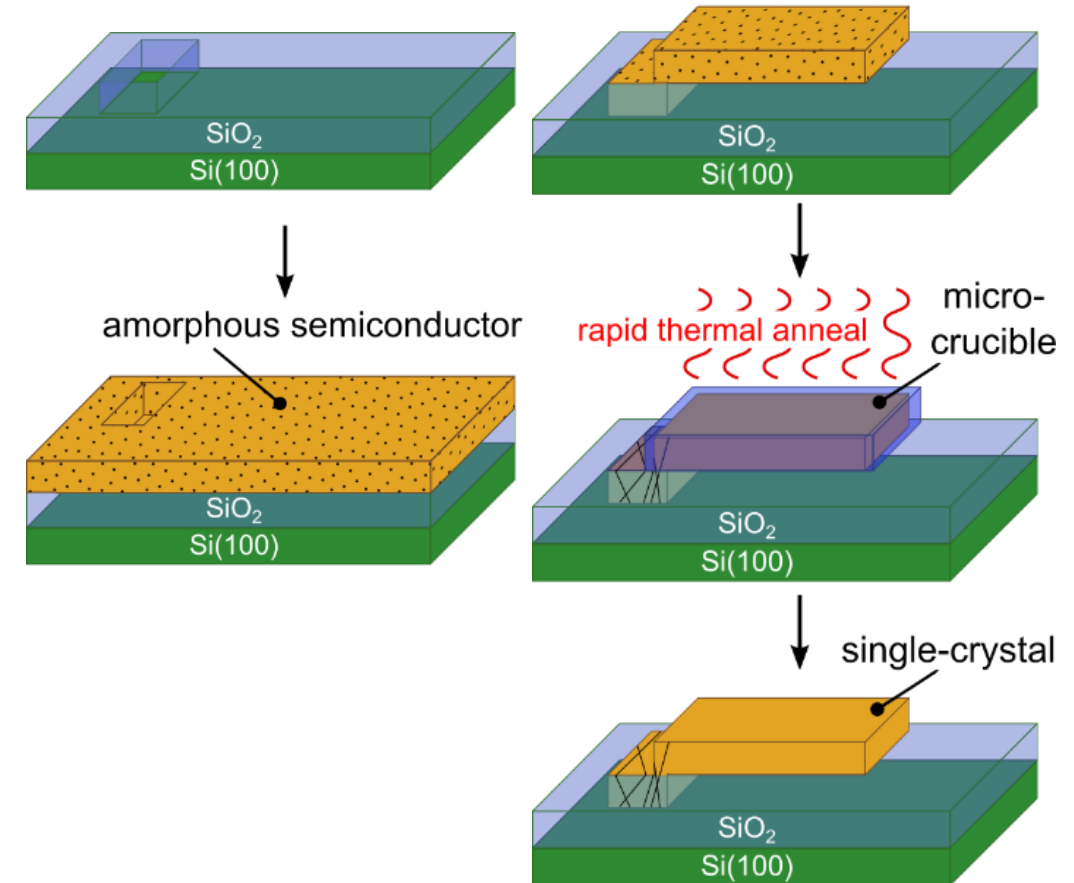 SiO₂
Si(100)
amorphous semiconductor
SiO₂
Si(100)
SiO₂
Si(100)
rapid thermal anneal
micro-
crucible
SiO₂
Si(100)
single-crystal
SiO₂
Si(100)